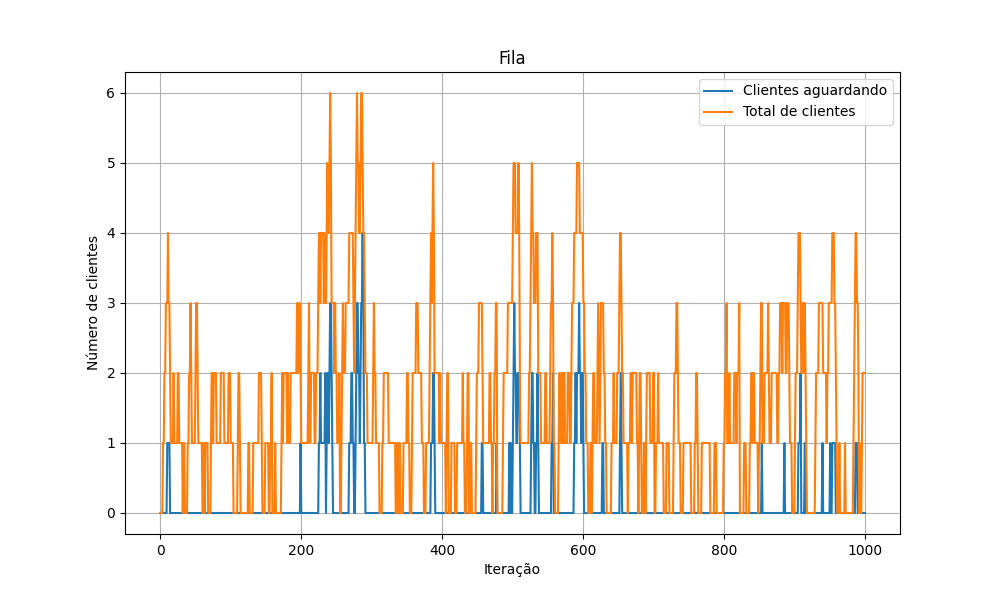 Fila
Clientes aguardando
Total de clientes
Número de clientes
6
5
4
3
2
1
0
0 200 400 600 800 1000
Iteração